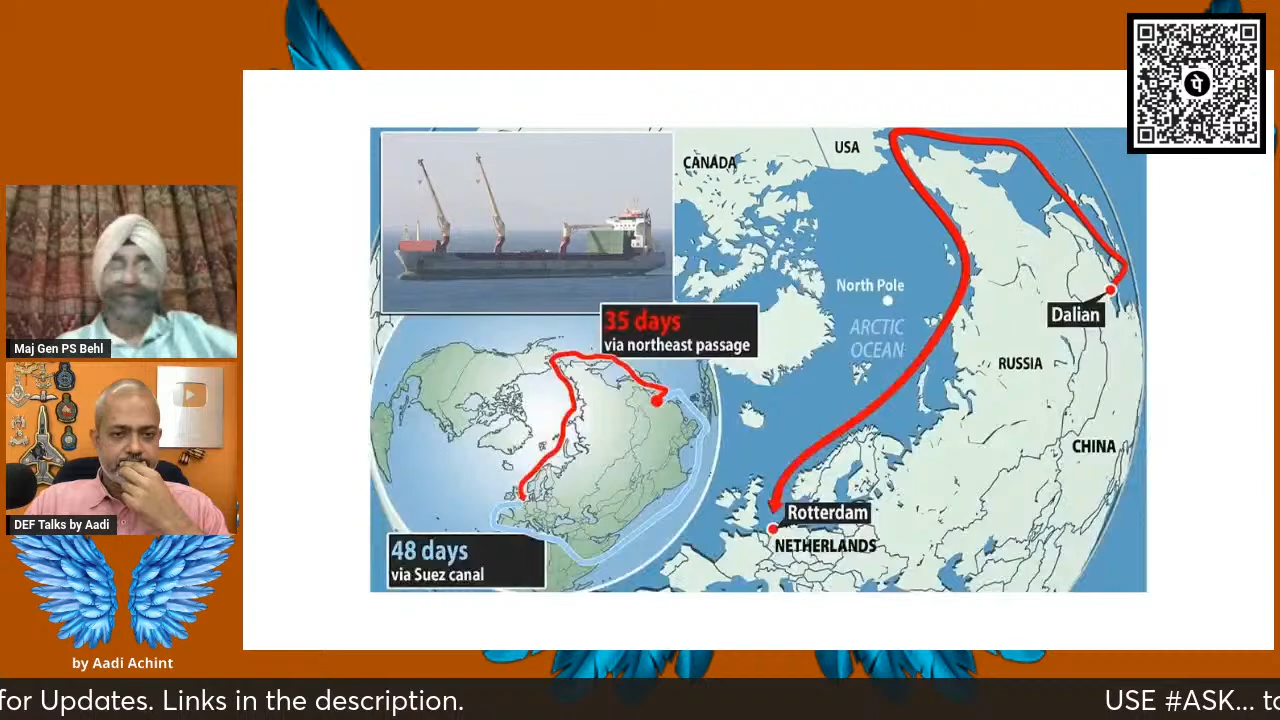 Maj Gen PS Behl
DEF Talks by Aadi
by Aadi Achint
CANADA
USA
North Pole
ARCTIC
OCEAN
35 days
via northeast passage
Dalian
RUSSIA
CHINA
Rotterdam
NETHERLANDS
48 days
via Suez canal
पे
for Updates. Links in the description.
USE #ASK... to